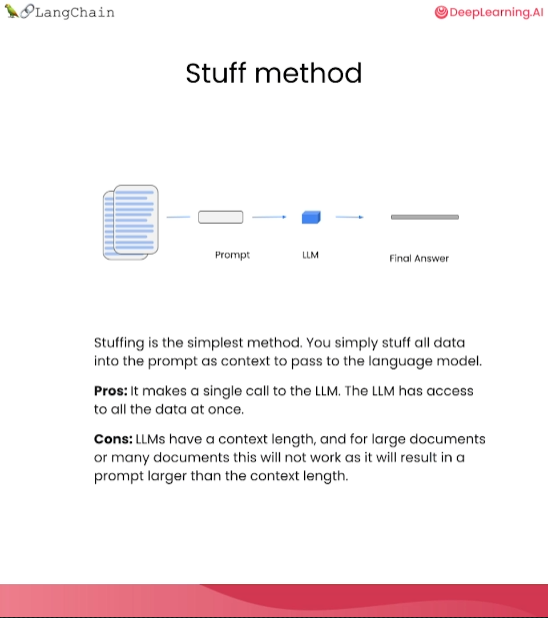 LangChain
DeepLearning.AI
Stuff method
Prompt
LLM
Final Answer
Stuffing is the simplest method. You simply stuff all data
into the prompt as context to pass to the language model.
Pros: It makes a single call to the LLM. The LLM has access
to all the data at once.
Cons: LLMs have a context length, and for large documents
or many documents this will not work as it will result in a
prompt larger than the context length.